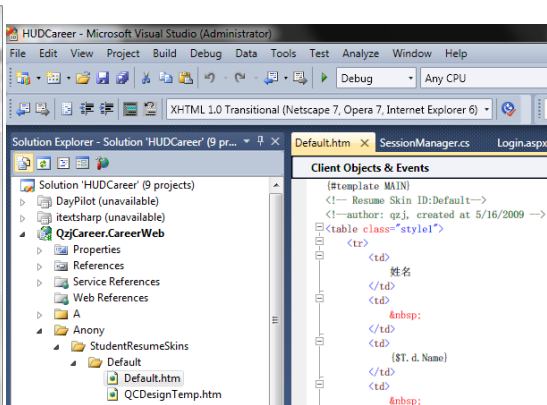 HUDCareer - Microsoft Visual Studio (Administrator)
File Edit View Project Build Debug Data Tools Test Analyze Window Help
Debug Any CPU
XHTML 1.0 Transitional (Netscape 7, Opera 7, Internet Explorer 6)
Solution Explorer - Solution 'HUDCareer' (9 pr...
Solution 'HUDCareer' (9 projects)
DayPilot (unavailable)
itextsharp (unavailable)
QzjCareer.CareerWeb
Properties
References
Service References
Web References
A
Anony
StudentResumeSkins
Default
Default.htm
QCDesignTemp.htm
Default.htm SessionManager.cs Login.aspx
Client Objects & Events
{#template MAIN}
<!-- Resume Skin ID:Default-->
<!--author: qzj, created at 5/16/2009 -->
<table class="style1">
<tr>
<td>
姓名
</td>
<td>
&nbsp;
</td>
<td>
{$T.d.Name}
</td>
<td>
&nbsp;